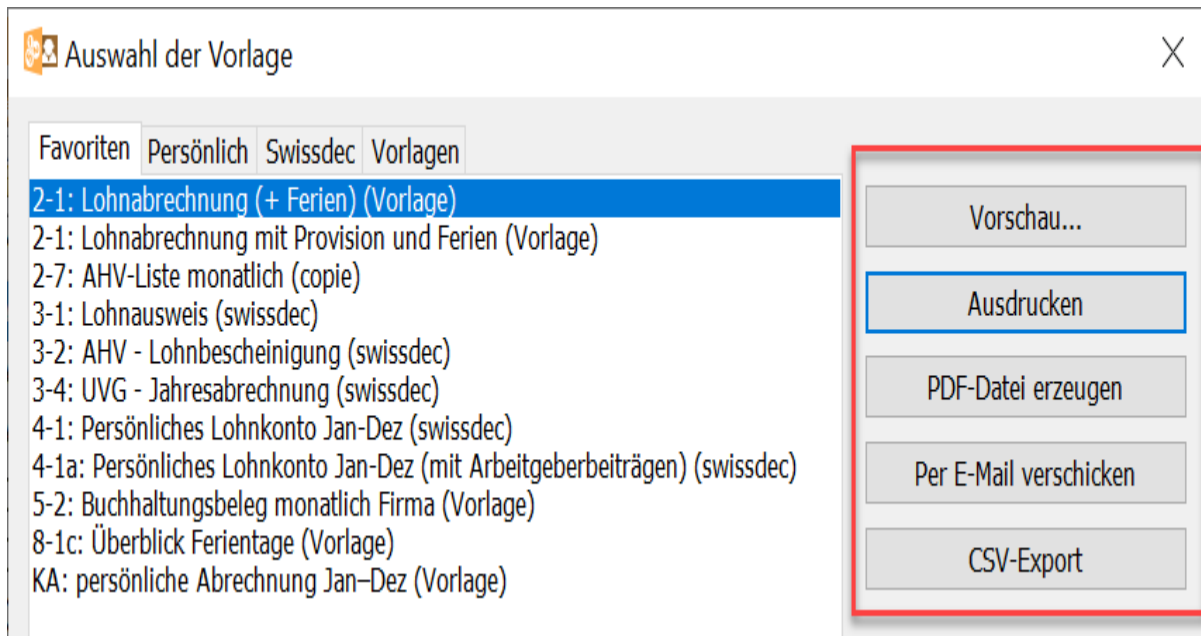 Auswahl der Vorlage
Favoriten Persönlich Swissdec Vorlagen
2-1: Lohnabrechnung (+ Ferien) (Vorlage)
2-1: Lohnabrechnung mit Provision und Ferien (Vorlage)
2-7: AHV-Liste monatlich (copie)
3-1: Lohnausweis (swissdec)
3-2: AHV - Lohnbescheinigung (swissdec)
3-4: UVG - Jahresabrechnung (swissdec)
4-1: Persönliches Lohnkonto Jan-Dez (swissdec)
4-1a: Persönliches Lohnkonto Jan-Dez (mit Arbeitgeberbeiträgen) (swissdec)
5-2: Buchhaltungsbeleg monatlich Firma (Vorlage)
8-1c: Überblick Ferientage (Vorlage)
KA: persönliche Abrechnung Jan–Dez (Vorlage)
Vorschau...
Ausdrucken
PDF-Datei erzeugen
Per E-Mail verschicken
CSV-Export